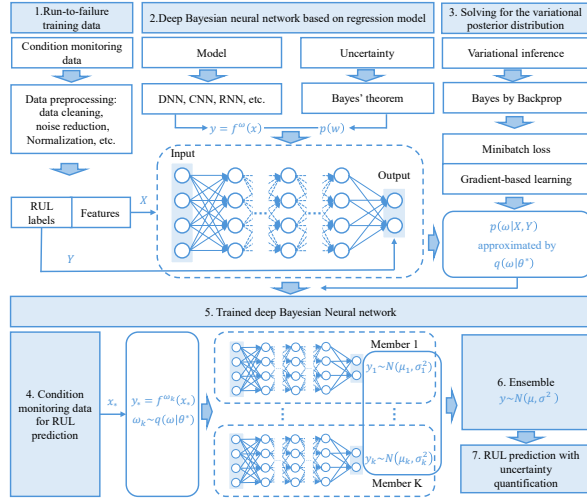 1.Run-to-failure
training data
2.Deep Bayesian neural network based on regression model
3. Solving for the variational
posterior distribution
Condition monitoring
data
Model
Uncertainty
Variational inference
Data preprocessing:
data cleaning,
noise reduction,
Normalization, etc.
DNN, CNN, RNN, etc.
Bayes' theorem
Bayes by Backprop
y = f^ω(x)
p(w)
Minibatch loss
Gradient-based learning
Input
Output
RUL
labels
Features
X
Y
p(ω|X, Y)
approximated by
q(ω|θ*)
5. Trained deep Bayesian Neural network
4. Condition
monitoring data
for RUL
prediction
x*
y* = f^ωk(x*)
ωk~q(ω|θ*)
Member 1
y₁~N(μ₁, σ₁²)
⋮
⋮
yk~N(μk, σk²)
Member K
6. Ensemble
y~N(μ, σ²)
7. RUL prediction with
uncertainty
quantification